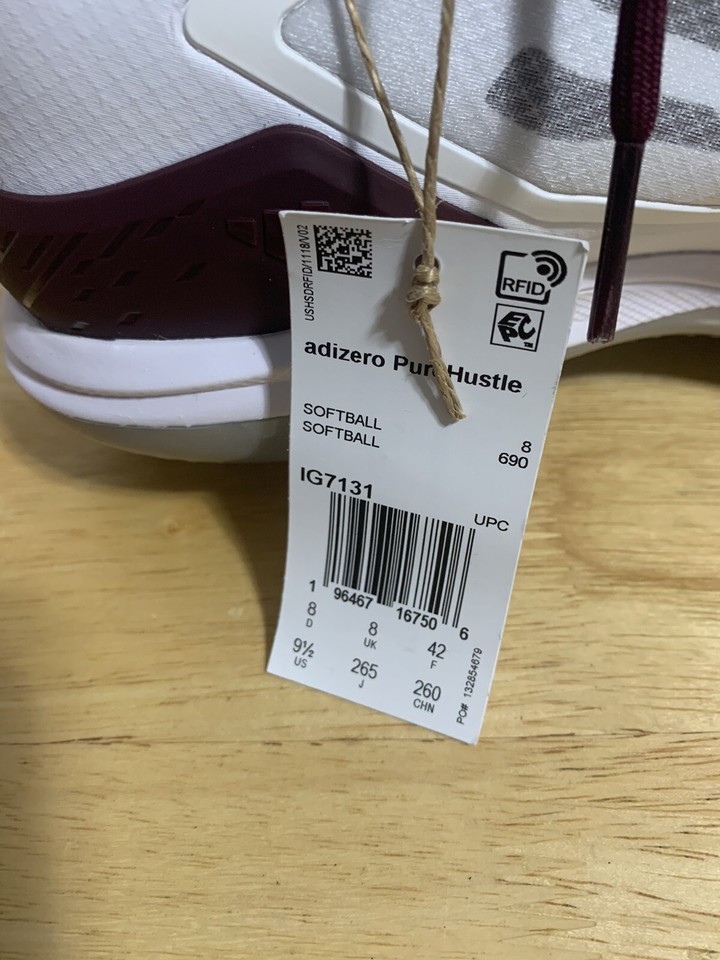 USHSDRFID/1118/V02
RFID
EPC™
adizero Pure Hustle
SOFTBALL 8
SOFTBALL 690
IG7131
UPC
1 96467 16750 6
8 8 42
D UK F
9½ 265 260
US J CHN
PO# 132854679